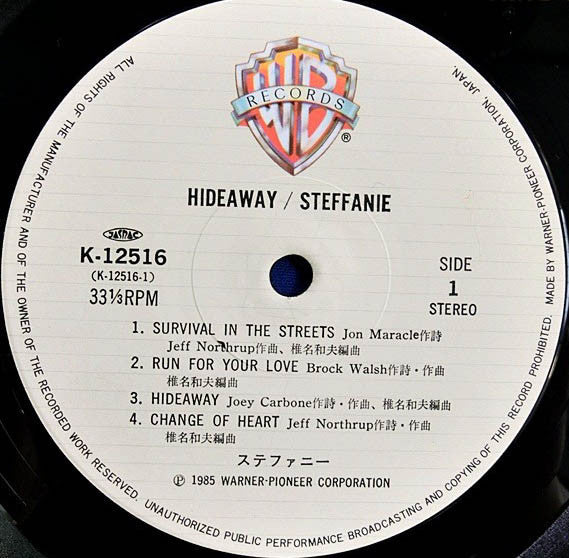 WB
RECORDS
®
HIDEAWAY / STEFFANIE
JASRAC
K-12516
(K-12516-1)
33⅓RPM
SIDE
1
STEREO
1. SURVIVAL IN THE STREETS Jon Maracle作詩
Jeff Northrup作曲、椎名和夫編曲
2. RUN FOR YOUR LOVE Brock Walsh作詩・作曲
椎名和夫編曲
3. HIDEAWAY Joey Carbone作詩・作曲、椎名和夫編曲
4. CHANGE OF HEART Jeff Northrup作詩・作曲
椎名和夫編曲
ステファニー
Ⓟ 1985 WARNER-PIONEER CORPORATION
ALL RIGHTS OF THE MANUFACTURER AND OF THE OWNER OF THE RECORDED WORK RESERVED. UNAUTHORIZED PUBLIC PERFORMANCE BROADCASTING AND COPYING OF THIS RECORD PROHIBITED. MADE BY WARNER-PIONEER CORPORATION, JAPAN.